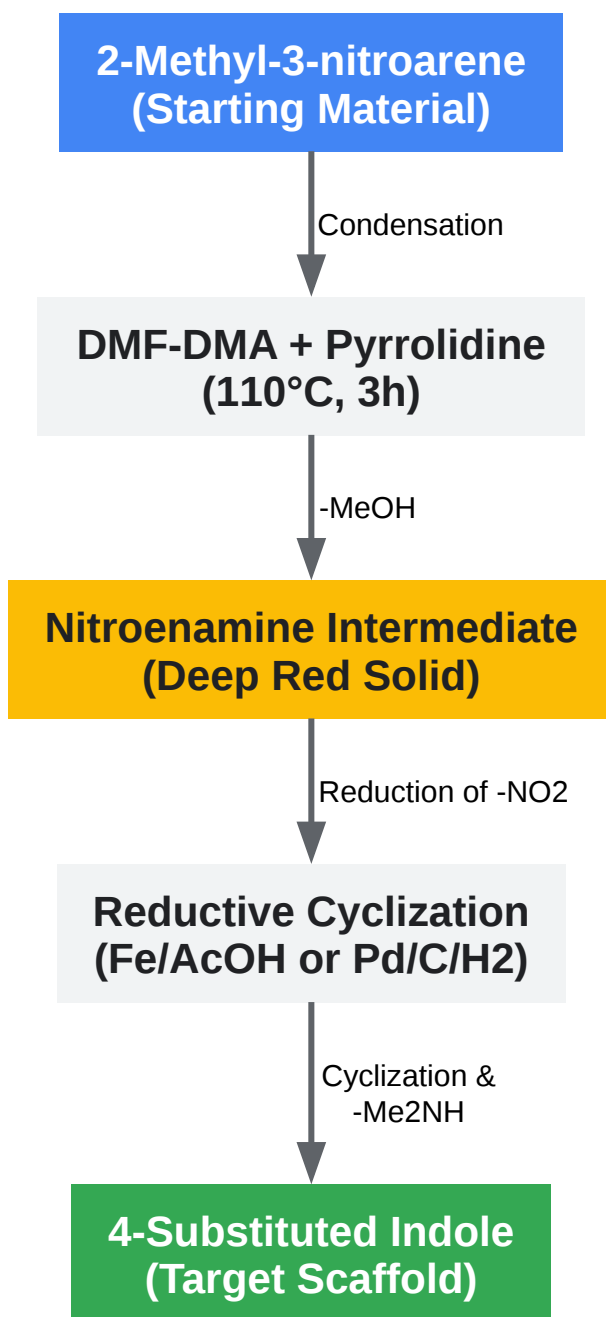 2-Methyl-3-nitroarene
(Starting Material)
Condensation
DMF-DMA + Pyrrolidine
(110°C, 3h)
-MeOH
Nitroenamine Intermediate
(Deep Red Solid)
Reduction of -NO2
Reductive Cyclization
(Fe/AcOH or Pd/C/H2)
Cyclization &
-Me2NH
4-Substituted Indole
(Target Scaffold)